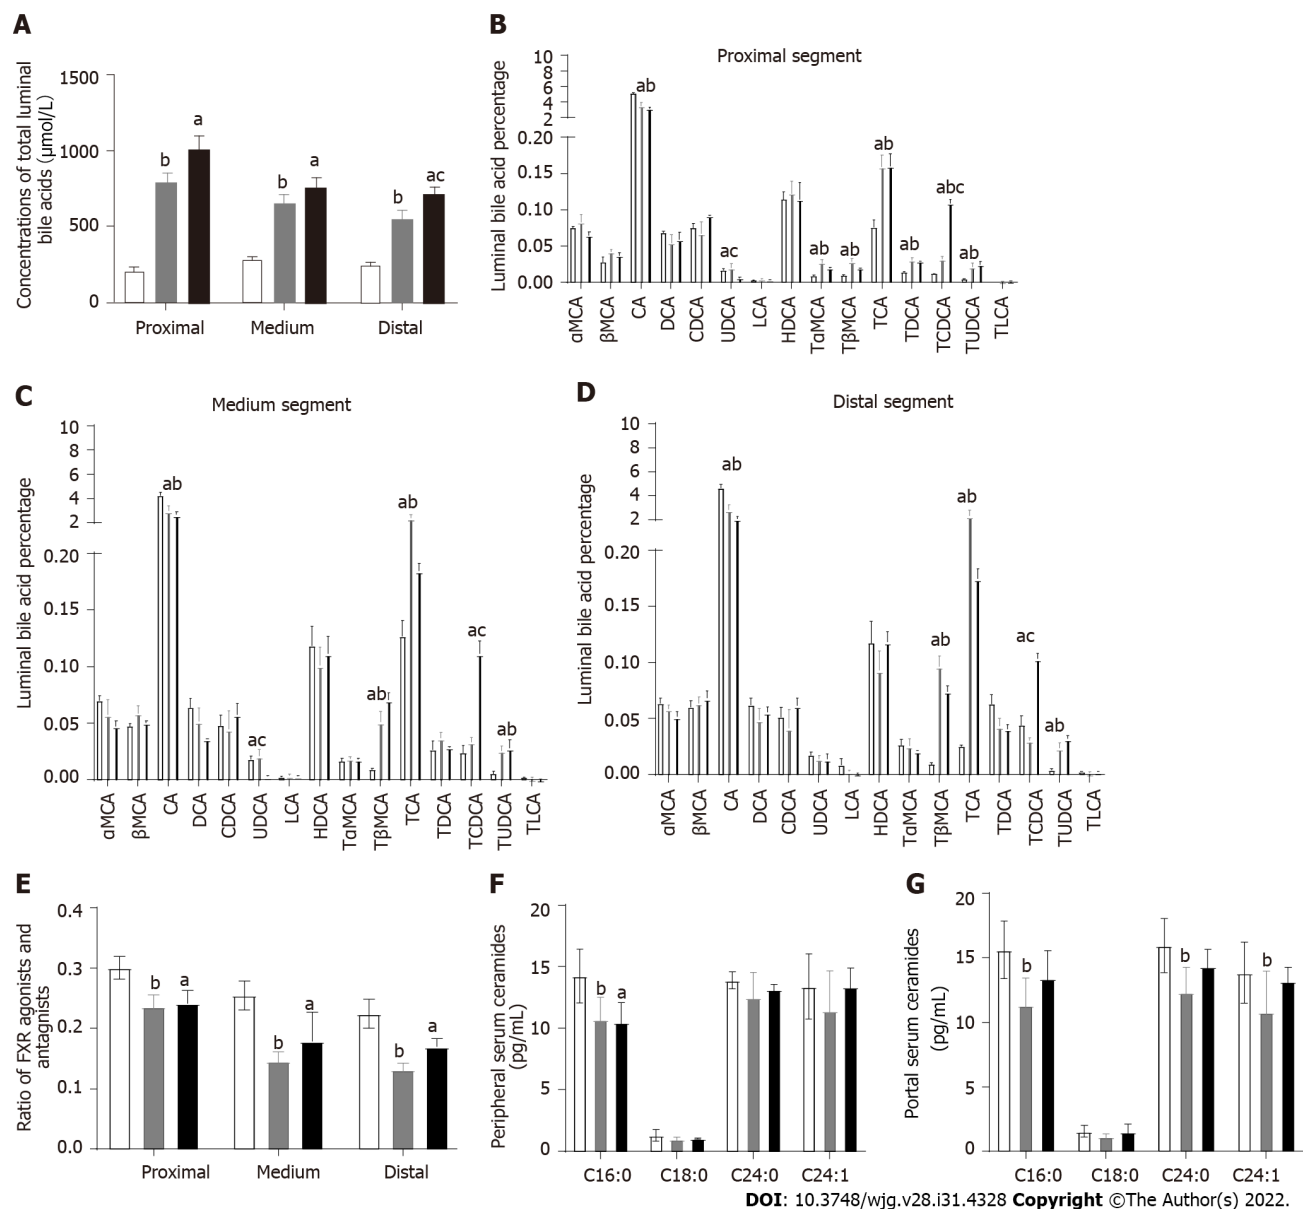 A
Concentrations of total luminal
bile acids (μmol/L)
1500
1000
500
0
b
a
b
a
b
ac
Proximal
Medium
Distal
B
Proximal segment
Luminal bile acid percentage
10
8
6
4
2
0.20
0.15
0.10
0.05
0.00
ab
ac
ab
ab
ab
ab
abc
ab
αMCA
βMCA
CA
DCA
CDCA
UDCA
LCA
HDCA
TαMCA
TβMCA
TCA
TDCA
TCDCA
TUDCA
TLCA
C
Medium segment
Luminal bile acid percentage
10
8
6
4
2
0.20
0.15
0.10
0.05
0.00
ab
ac
ab
ab
ac
ab
αMCA
βMCA
CA
DCA
CDCA
UDCA
LCA
HDCA
TαMCA
TβMCA
TCA
TDCA
TCDCA
TUDCA
TLCA
D
Distal segment
Luminal bile acid percentage
10
8
6
4
2
0.20
0.15
0.10
0.05
0.00
ab
ab
ab
ac
ab
αMCA
βMCA
CA
DCA
CDCA
UDCA
LCA
HDCA
TαMCA
TβMCA
TCA
TDCA
TCDCA
TUDCA
TLCA
E
Ratio of FXR agonists and
antagnists
0.4
0.3
0.2
0.1
0.0
b
a
b
a
b
a
Proximal
Medium
Distal
F
Peripheral serum ceramides
(pg/mL)
20
15
10
5
0
b
a
C16:0
C18:0
C24:0
C24:1
G
Portal serum ceramides
(pg/mL)
20
15
10
5
0
b
b
b
C16:0
C18:0
C24:0
C24:1
DOI: 10.3748/wjg.v28.i31.4328 Copyright ©The Author(s) 2022.